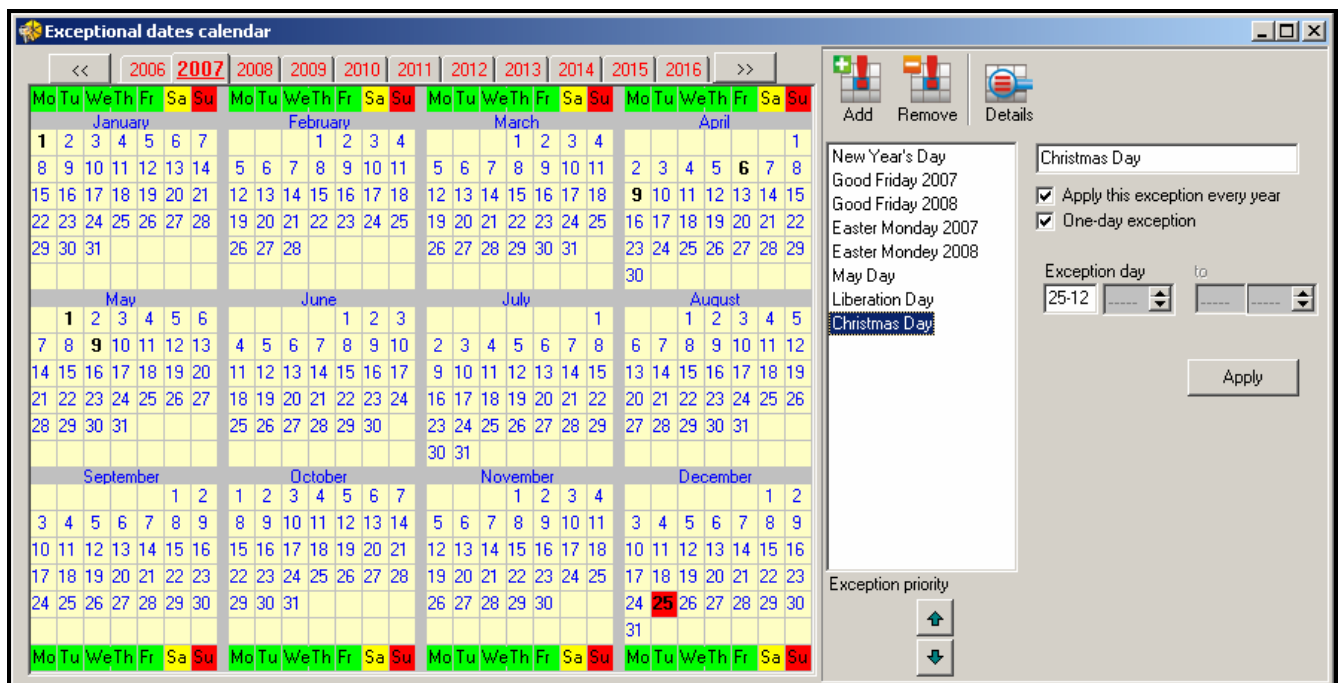 Exceptional dates calendar
<< 2006 2007 2008 2009 2010 2011 2012 2013 2014 2015 2016 >>
Mo Tu We Th Fr Sa Su Mo Tu We Th Fr Sa Su Mo Tu We Th Fr Sa Su Mo Tu We Th Fr Sa Su
January February March April
1 2 3 4 5 6 7 1 2 3 4 1 2 3 4 1
8 9 10 11 12 13 14 5 6 7 8 9 10 11 5 6 7 8 9 10 11 2 3 4 5 6 7 8
15 16 17 18 19 20 21 12 13 14 15 16 17 18 12 13 14 15 16 17 18 9 10 11 12 13 14 15
22 23 24 25 26 27 28 19 20 21 22 23 24 25 19 20 21 22 23 24 25 16 17 18 19 20 21 22
29 30 31 26 27 28 26 27 28 29 30 31 23 24 25 26 27 28 29
30
May June July August
1 2 3 4 5 6 1 2 3 1 1 2 3 4 5
7 8 9 10 11 12 13 4 5 6 7 8 9 10 2 3 4 5 6 7 8 6 7 8 9 10 11 12
14 15 16 17 18 19 20 11 12 13 14 15 16 17 9 10 11 12 13 14 15 13 14 15 16 17 18 19
21 22 23 24 25 26 27 18 19 20 21 22 23 24 16 17 18 19 20 21 22 20 21 22 23 24 25 26
28 29 30 31 25 26 27 28 29 30 23 24 25 26 27 28 29 27 28 29 30 31
30 31
September October November December
1 2 1 2 3 4 5 6 7 1 2 3 4 1 2
3 4 5 6 7 8 9 8 9 10 11 12 13 14 5 6 7 8 9 10 11 3 4 5 6 7 8 9
10 11 12 13 14 15 16 15 16 17 18 19 20 21 12 13 14 15 16 17 18 10 11 12 13 14 15 16
17 18 19 20 21 22 23 22 23 24 25 26 27 28 19 20 21 22 23 24 25 17 18 19 20 21 22 23
24 25 26 27 28 29 30 29 30 31 26 27 28 29 30 24 25 26 27 28 29 30
31
Mo Tu We Th Fr Sa Su Mo Tu We Th Fr Sa Su Mo Tu We Th Fr Sa Su Mo Tu We Th Fr Sa Su
Add Remove Details
New Year's Day
Good Friday 2007
Good Friday 2008
Easter Monday 2007
Easter Mondey 2008
May Day
Liberation Day
Christmas Day
Exception priority
Christmas Day
Apply this exception every year
One-day exception
Exception day to
25-12 ----- ----- -----
Apply